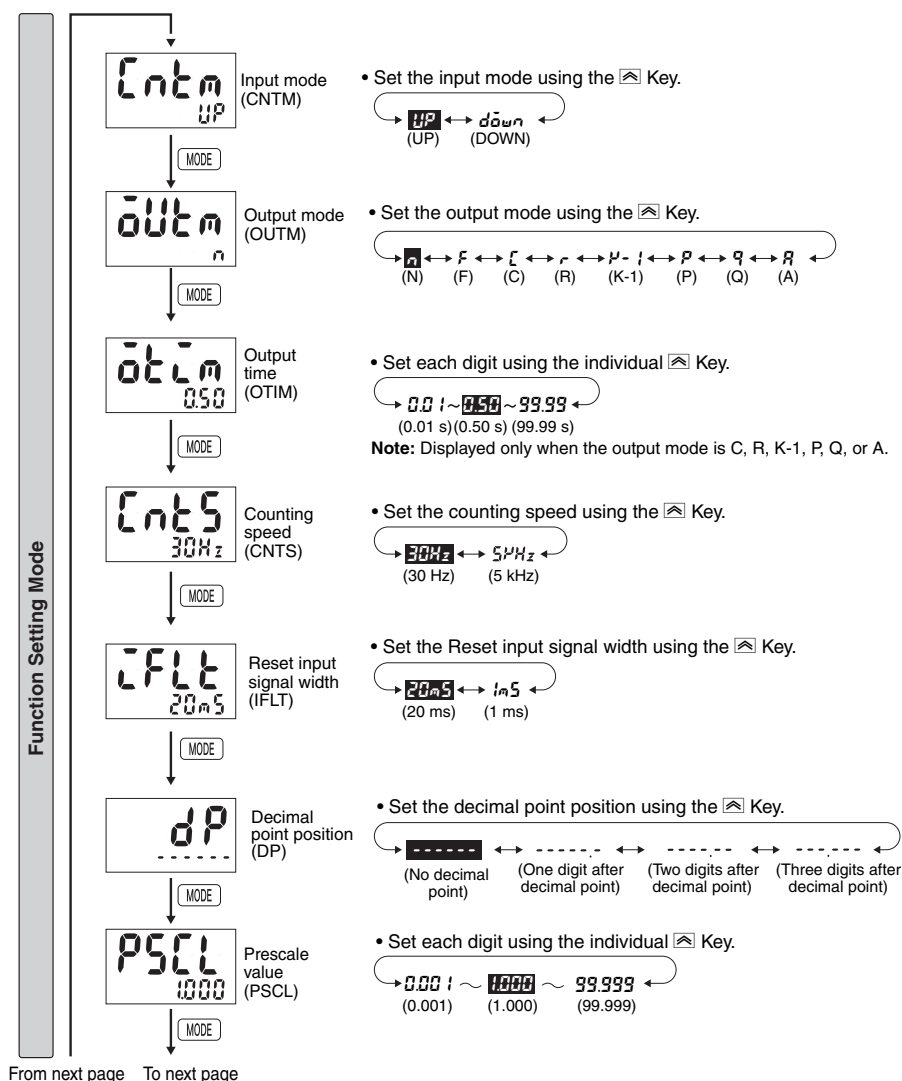 Function Setting Mode
Cntm
UP
Input mode
(CNTM)
• Set the input mode using the Key.
UP down
(UP) (DOWN)
MODE
OUtm
n
Output mode
(OUTM)
• Set the output mode using the Key.
n F C r K-1 P q A
(N) (F) (C) (R) (K-1) (P) (Q) (A)
MODE
otim
0.50
Output
time
(OTIM)
• Set each digit using the individual Key.
0.01~0.50~99.99
(0.01 s)(0.50 s) (99.99 s)
Note: Displayed only when the output mode is C, R, K-1, P, Q, or A.
MODE
CntS
30Hz
Counting
speed
(CNTS)
• Set the counting speed using the Key.
30Hz 5KHz
(30 Hz) (5 kHz)
MODE
iFLt
20mS
Reset input
signal width
(IFLT)
• Set the Reset input signal width using the Key.
20mS 1mS
(20 ms) (1 ms)
MODE
dP
------
Decimal
point position
(DP)
• Set the decimal point position using the Key.
------ -----.- ----.-- ---.---
(No decimal point) (One digit after decimal point) (Two digits after decimal point) (Three digits after decimal point)
MODE
PSCL
1.000
Prescale
value
(PSCL)
• Set each digit using the individual Key.
0.001 ~ 1.000 ~ 99.999
(0.001) (1.000) (99.999)
MODE
From next page To next page